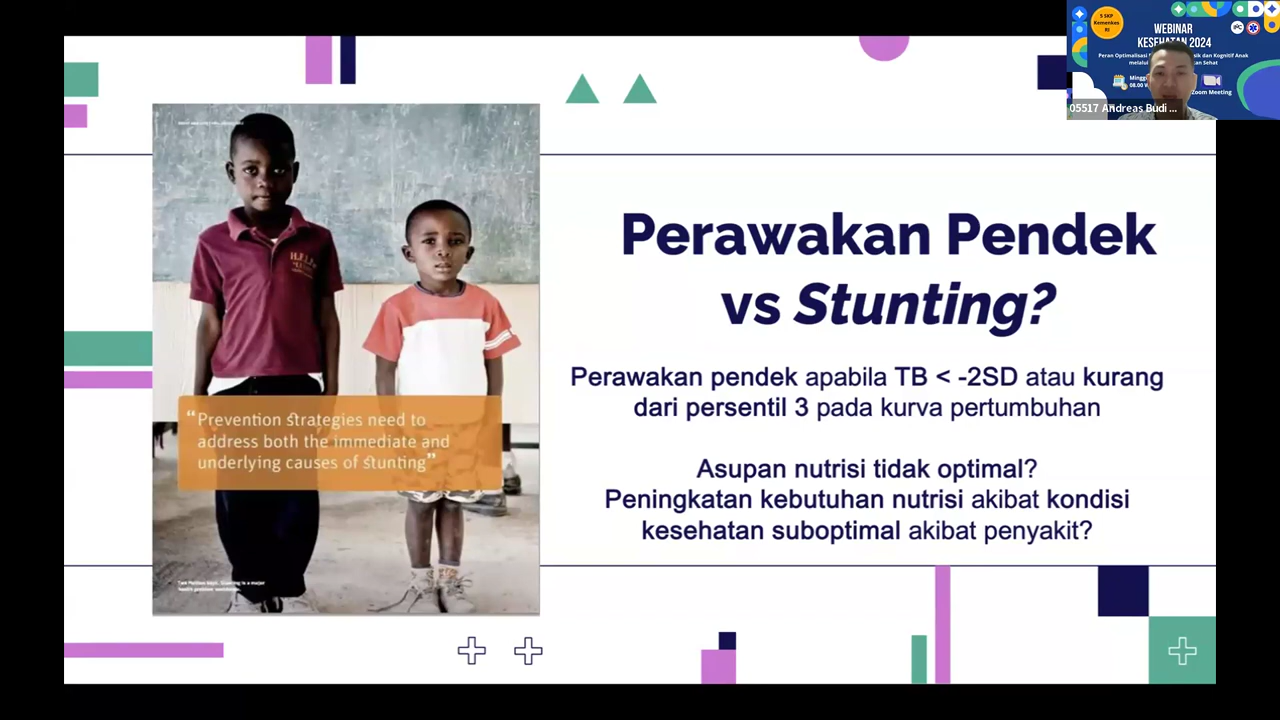 Perawakan Pendek
vs Stunting?
Perawakan pendek apabila TB < -2SD atau kurang
dari persentil 3 pada kurva pertumbuhan
Asupan nutrisi tidak optimal?
Peningkatan kebutuhan nutrisi akibat kondisi
kesehatan suboptimal akibat penyakit?
“Prevention strategies need to
address both the immediate and
underlying causes of stunting”
5 SKP
Kemenkes
RI
WEBINAR
KESEHATAN 2024
Zoom Meeting
05517 Andreas Budi ...